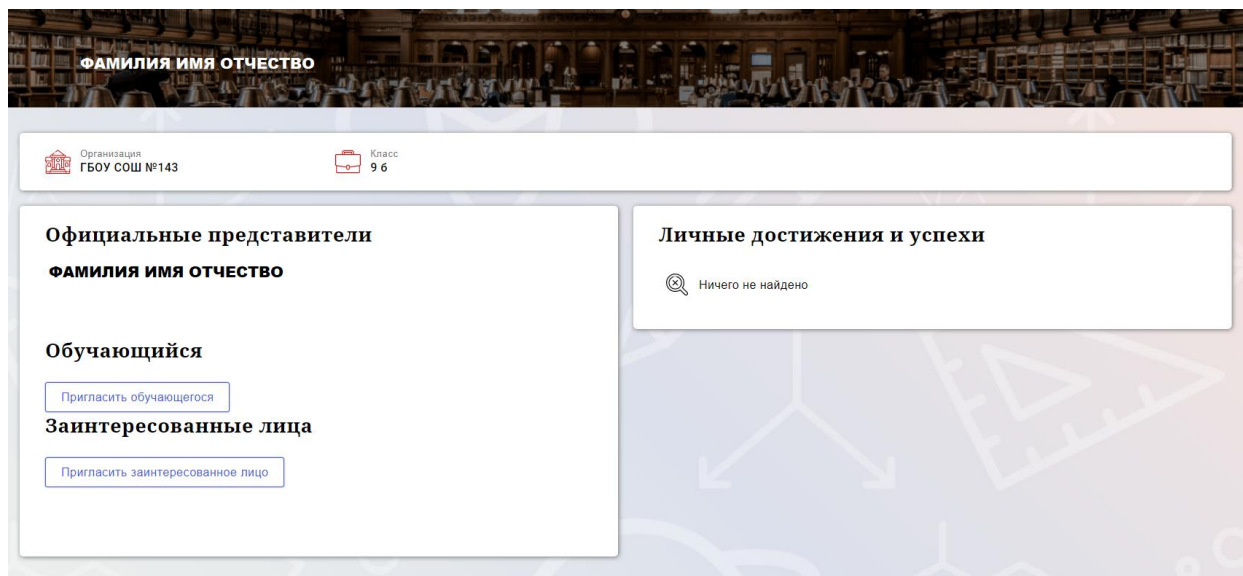 ФАМИЛИЯ ИМЯ ОТЧЕСТВО
Организация
ГБОУ СОШ №143
Класс
9 б
Официальные представители
ФАМИЛИЯ ИМЯ ОТЧЕСТВО
Обучающийся
Пригласить обучающегося
Заинтересованные лица
Пригласить заинтересованное лицо
Личные достижения и успехи
Ничего не найдено